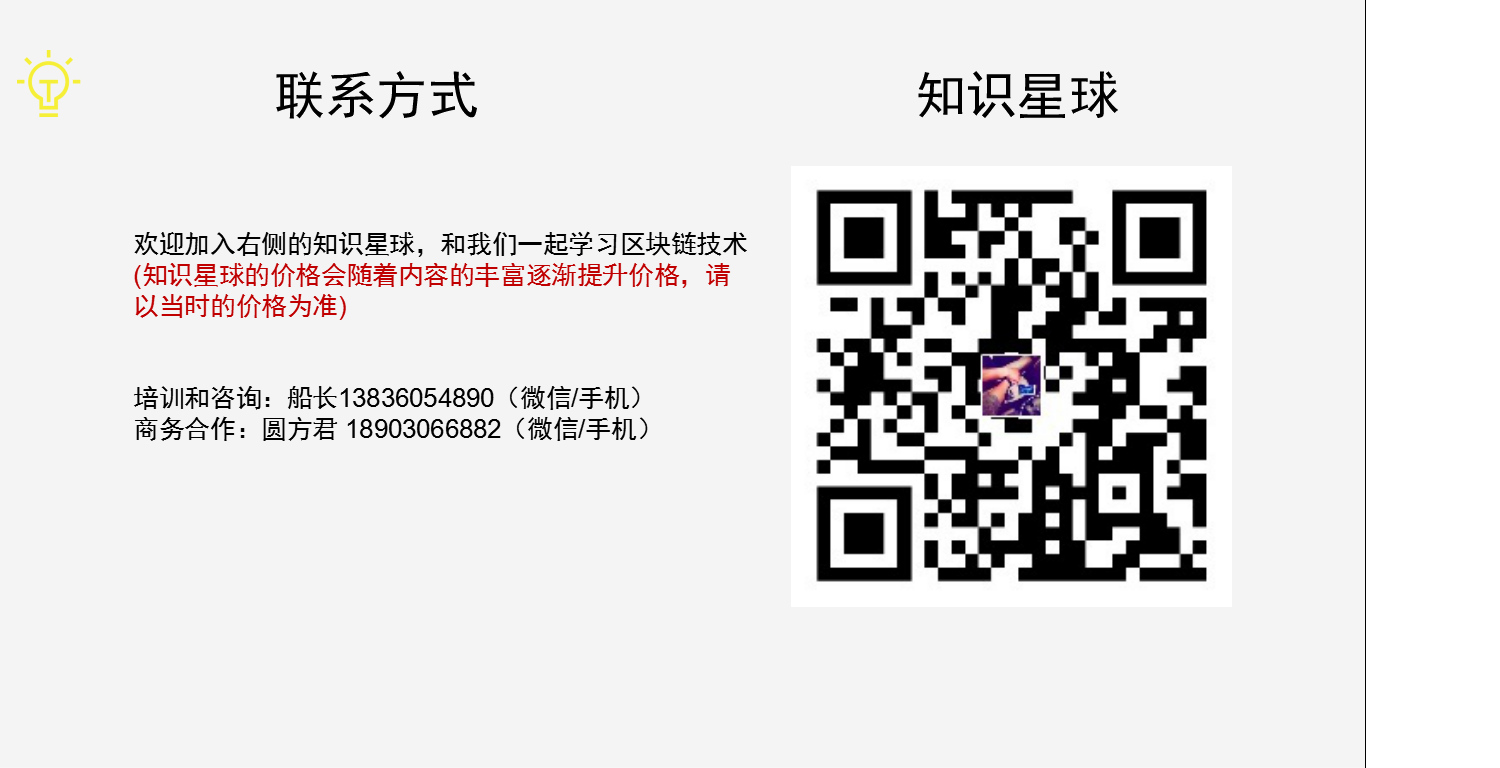 联系方式
知识星球
欢迎加入右侧的知识星球，和我们一起学习区块链技术
(知识星球的价格会随着内容的丰富逐渐提升价格，请
以当时的价格为准)
培训和咨询：船长13836054890（微信/手机）
商务合作：圆方君 18903066882（微信/手机）